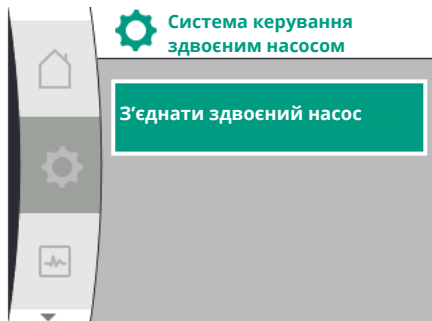 Система керування
здвоєним насосом
З’єднати здвоєний насос